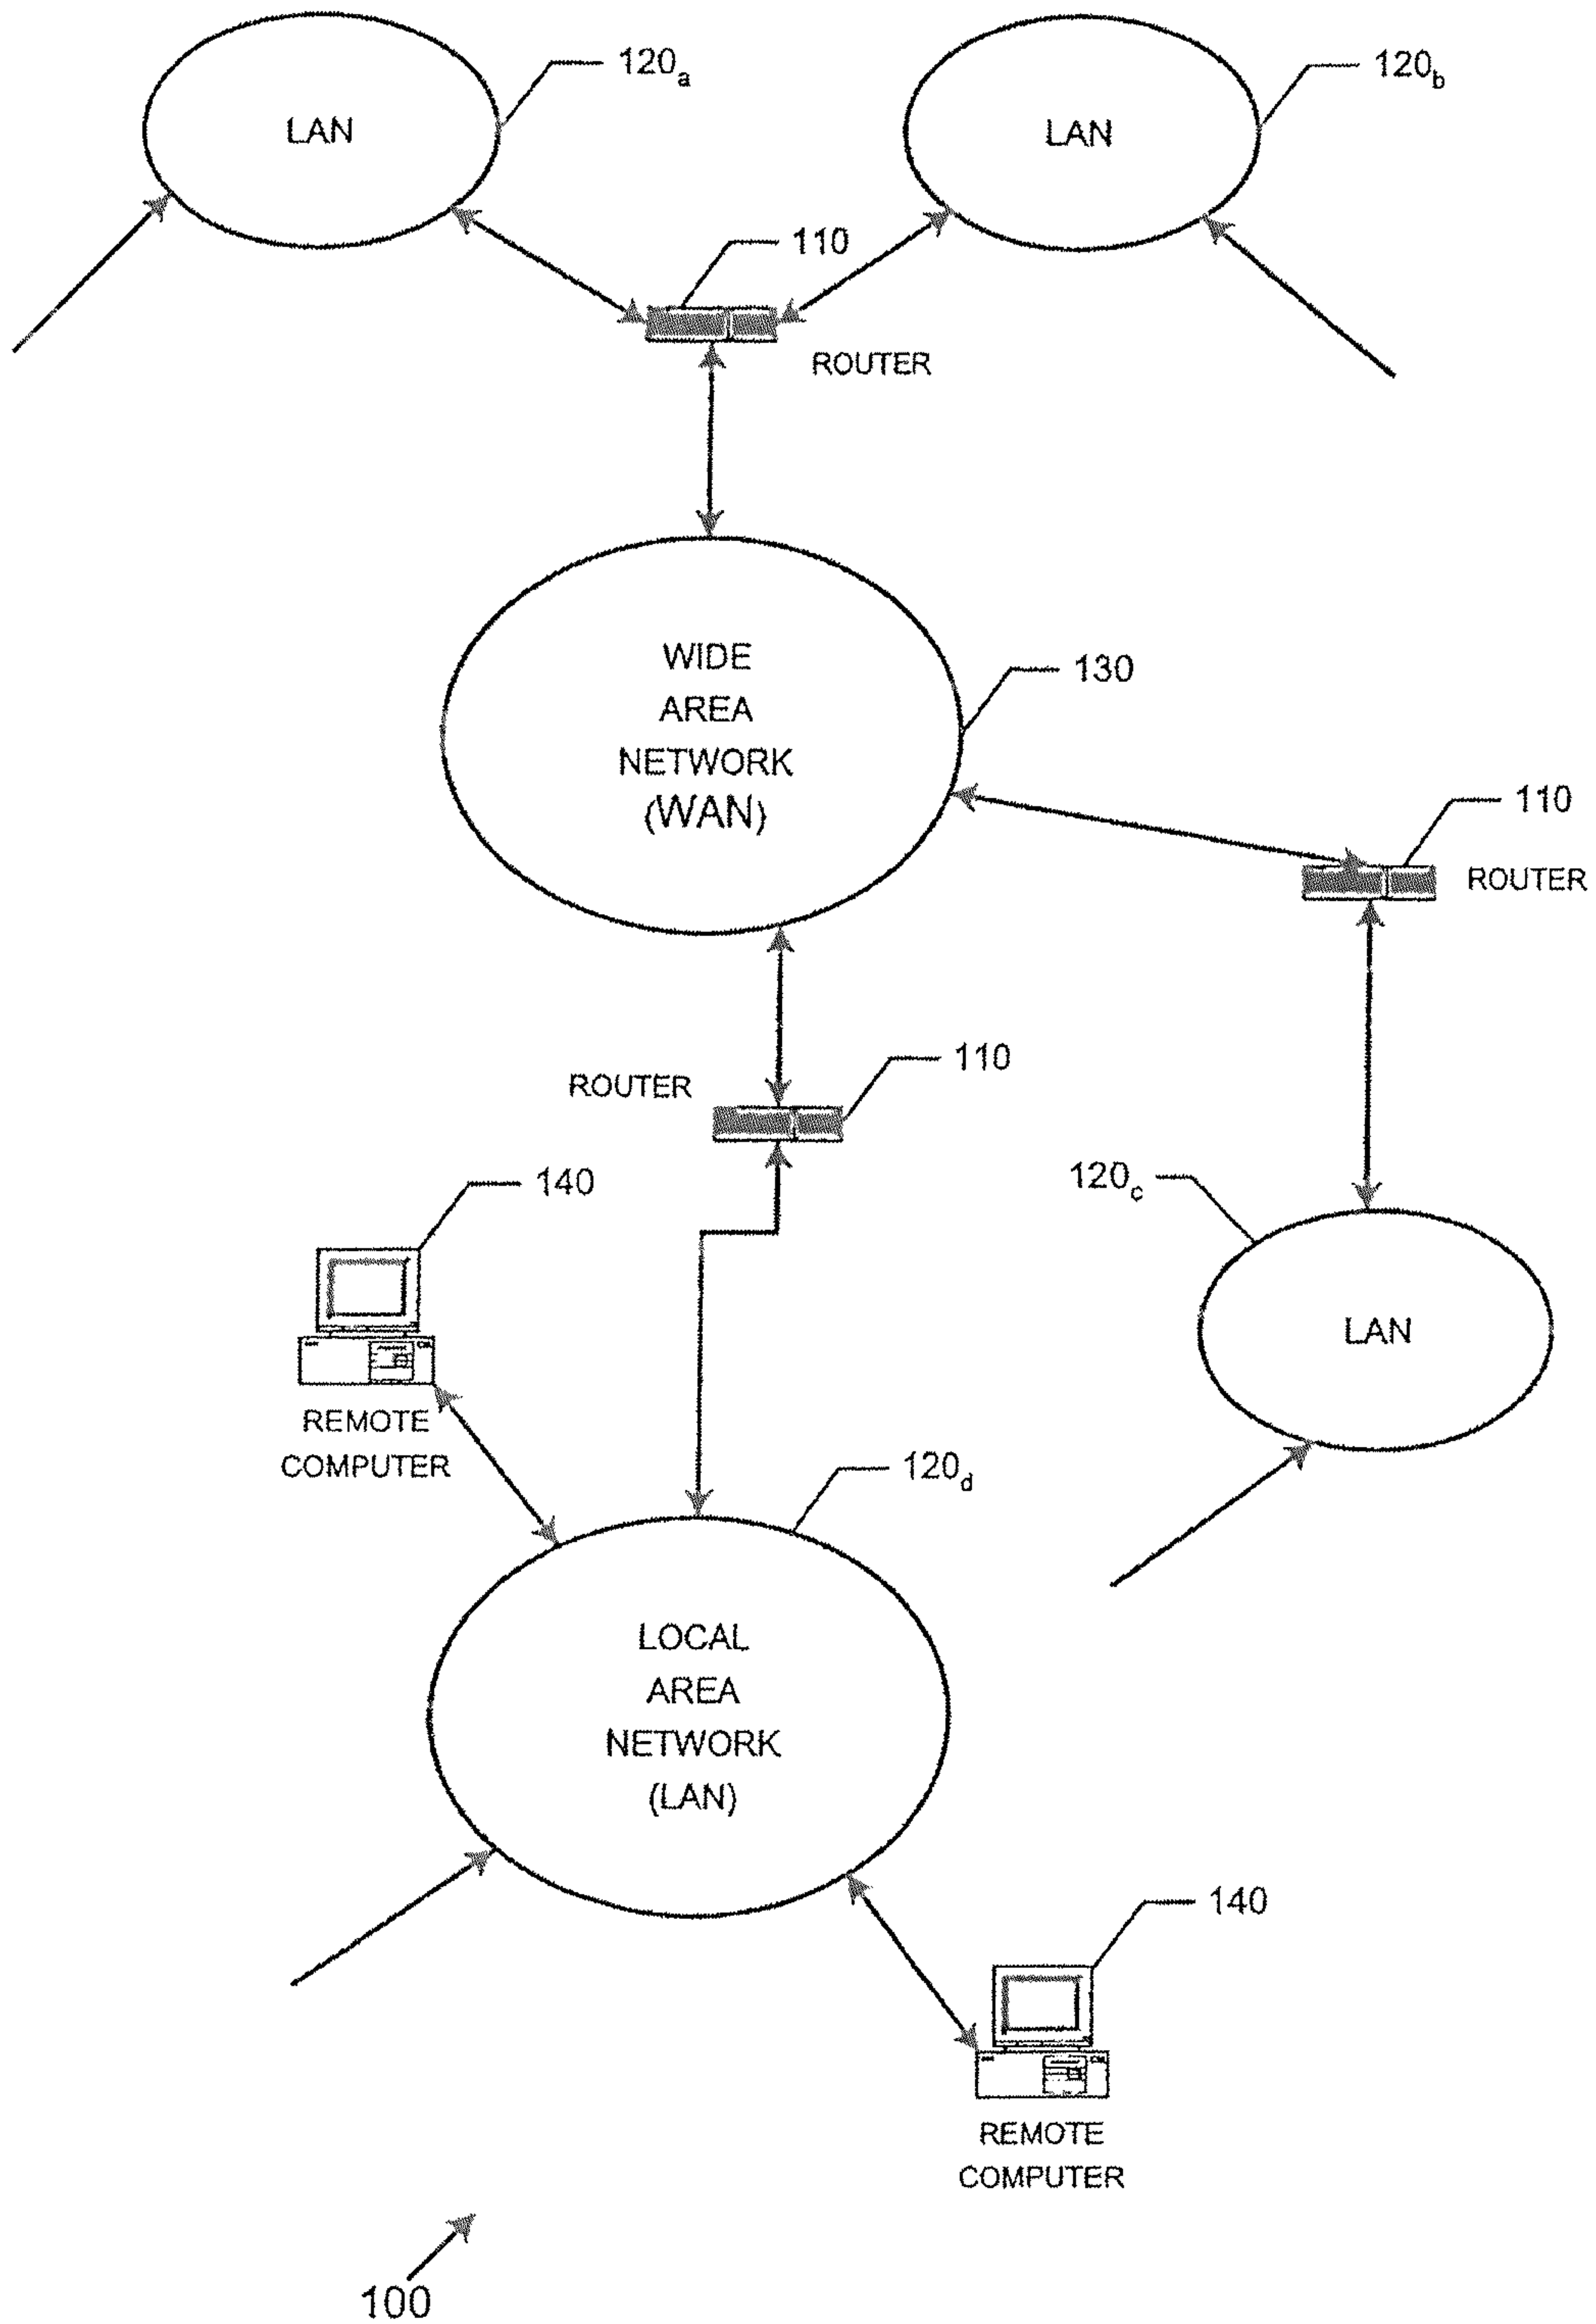 120a
120b
LAN
LAN
110
ROUTER
WIDE
AREA
NETWORK
(WAN)
130
110
ROUTER
ROUTER
110
140
120c
LAN
REMOTE
COMPUTER
120d
LOCAL
AREA
NETWORK
(LAN)
140
REMOTE
COMPUTER
100